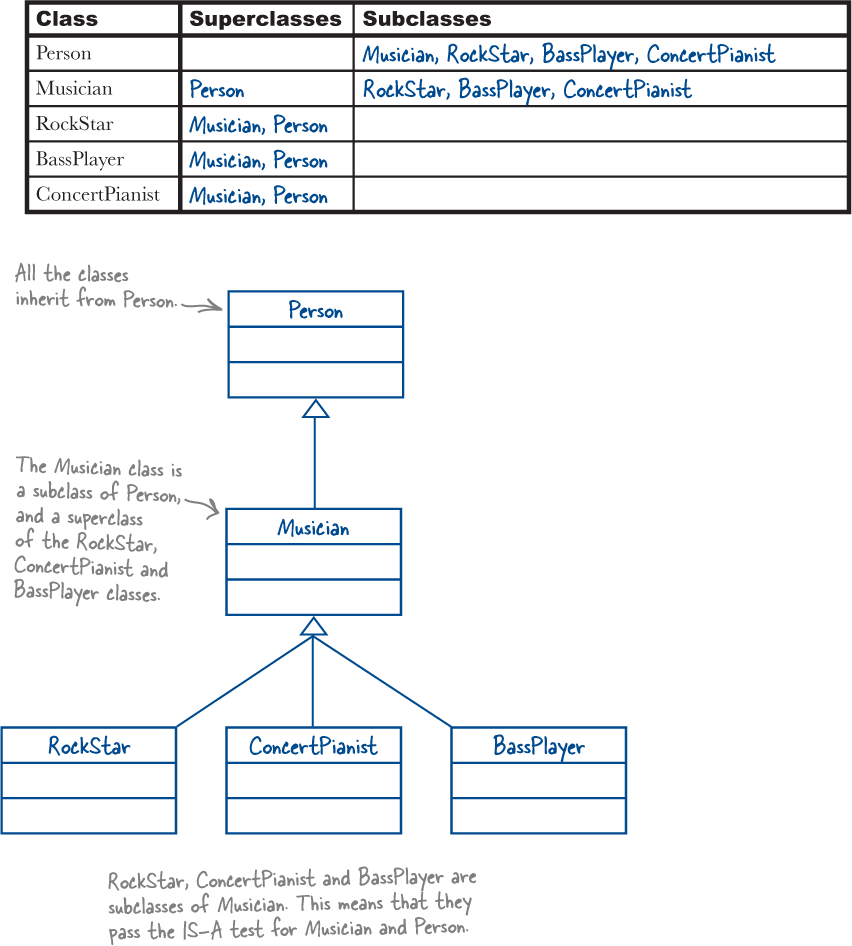 Class Superclasses Subclasses
Person Musician, RockStar, BassPlayer, ConcertPianist
Musician Person RockStar, BassPlayer, ConcertPianist
RockStar Musician, Person
BassPlayer Musician, Person
ConcertPianist Musician, Person
All the classes
inherit from Person.
Person
The Musician class is
a subclass of Person,
and a superclass
of the RockStar,
ConcertPianist and
BassPlayer classes.
Musician
RockStar ConcertPianist BassPlayer
RockStar, ConcertPianist and BassPlayer are
subclasses of Musician. This means that they
pass the IS-A test for Musician and Person.